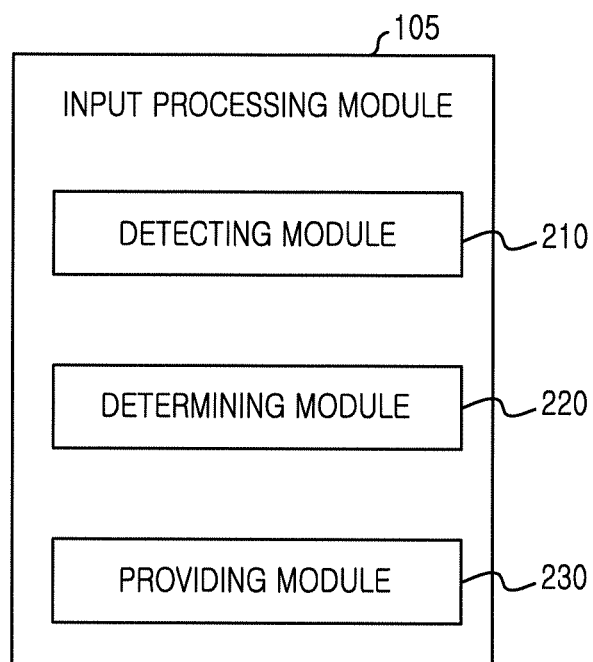 105
INPUT PROCESSING MODULE
DETECTING MODULE
210
DETERMINING MODULE
220
PROVIDING MODULE
230